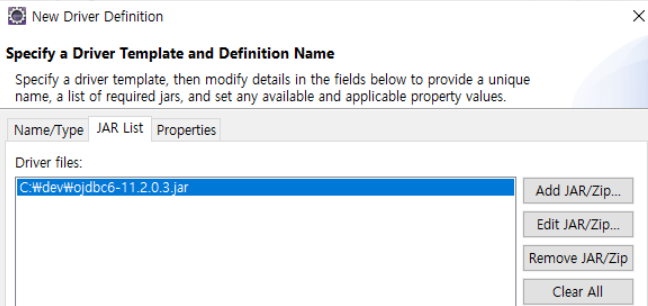 New Driver Definition
Specify a Driver Template and Definition Name
Specify a driver template, then modify details in the fields below to provide a unique
name, a list of required jars, and set any available and applicable property values.
Name/Type JAR List Properties
Driver files:
C:₩dev₩ojdbc6-11.2.0.3.jar
Add JAR/Zip...
Edit JAR/Zip...
Remove JAR/Zip
Clear All